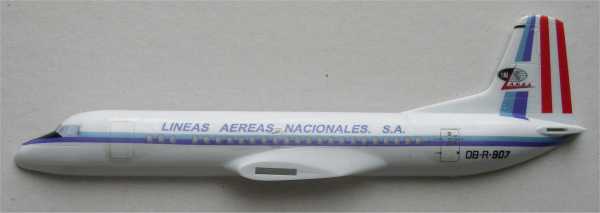 LINEAS AEREAS NACIONALES. S.A.
OB-R-907